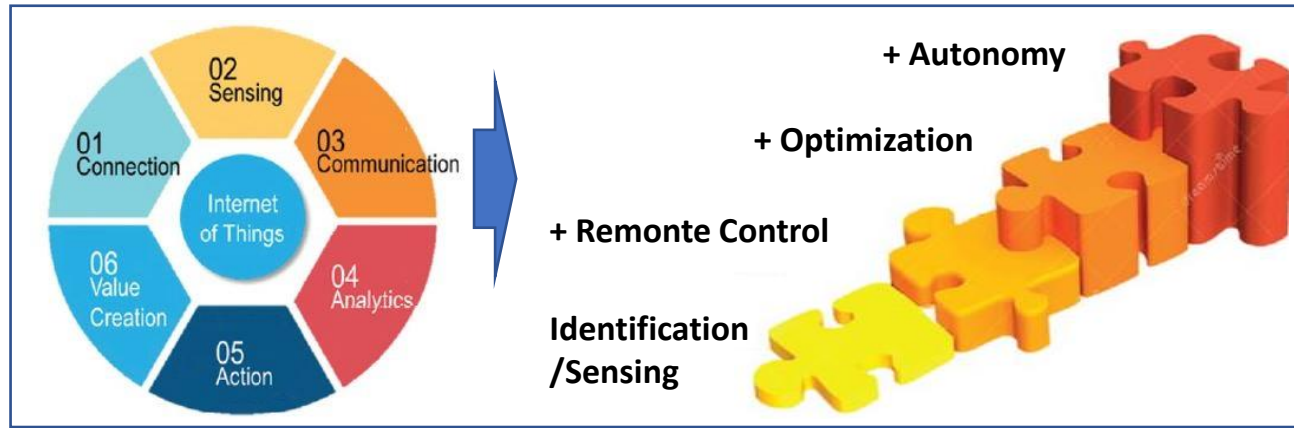 01
Connection
02
Sensing
03
Communication
04
Analytics
05
Action
06
Value
Creation
Internet
of Things
+ Autonomy
+ Optimization
+ Remonte Control
Identification
/Sensing
dreamstime